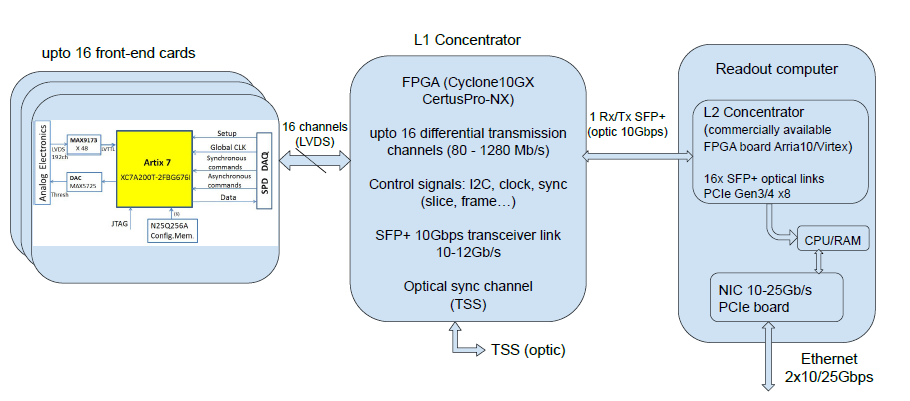 upto 16 front-end cards
Analog Electronics
MAX9173
X 48
LVDS
192ch
LVTTL
DAC
MAX5725
Thresh
Artix 7
XC7A200T-2FBG676I
JTAG
(8)
N25Q256A
Config.Mem.
Setup
Global CLK
Synchronous
commands
Asynchronous
commands
Data
SPD DAQ
16 channels
(LVDS)
L1 Concentrator
FPGA (Cyclone10GX
CertusPro-NX)
upto 16 differential transmission
channels (80 - 1280 Mb/s)
Control signals: I2C, clock, sync
(slice, frame…)
SFP+ 10Gbps transceiver link
10-12Gb/s
Optical sync channel
(TSS)
TSS (optic)
1 Rx/Tx SFP+
(optic 10Gbps)
Readout computer
L2 Concentrator
(commercially available
FPGA board Arria10/Virtex)
16x SFP+ optical links
PCIe Gen3/4 x8
CPU/RAM
NIC 10-25Gb/s
PCIe board
Ethernet
2x10/25Gbps